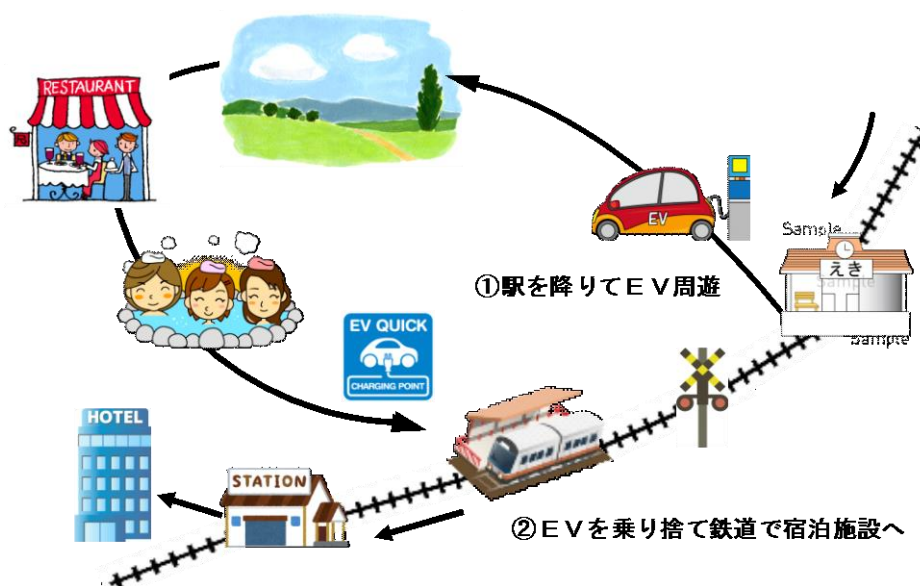 RESTAURANT
EV
Sample
えき
Sample
Sample
①駅を降りてＥＶ周遊
EV QUICK
CHARGING POINT
HOTEL
STATION
②ＥＶを乗り捨て鉄道で宿泊施設へ